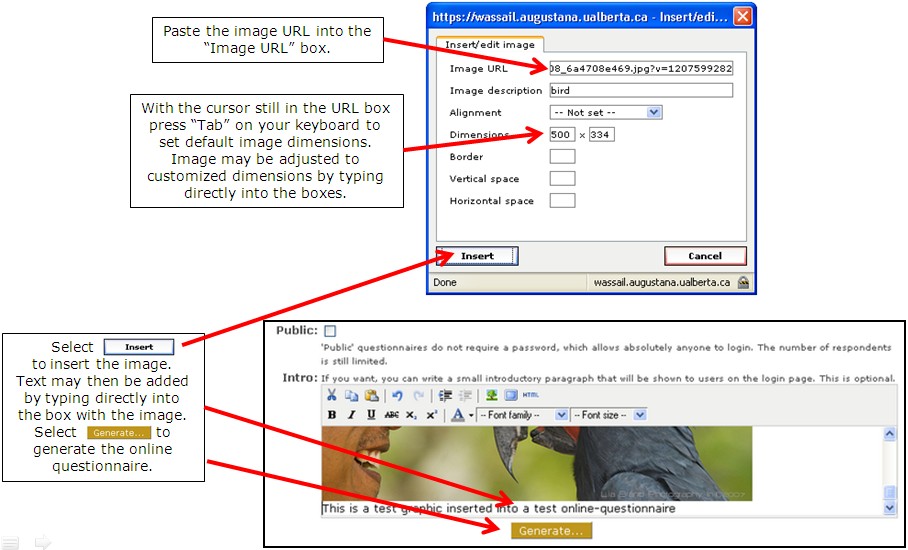 Paste the image URL into the
“Image URL” box.
With the cursor still in the URL box
press “Tab” on your keyboard to
set default image dimensions.
Image may be adjusted to
customized dimensions by typing
directly into the boxes.
https://wassail.augustana.ualberta.ca - Insert/edi...
Insert/edit image
Image URL 08_6a4708e469.jpg?v=1207599282
Image description bird
Alignment -- Not set --
Dimensions 500 x 334
Border
Vertical space
Horizontal space
Insert Cancel
Done wassail.augustana.ualberta.ca
Select Insert
to insert the image.
Text may then be added
by typing directly into
the box with the image.
Select Generate... to
generate the online
questionnaire.
Public:
'Public' questionnaires do not require a password, which allows absolutely anyone to login. The number of respondents
is still limited.
Intro: If you want, you can write a small introductory paragraph that will be shown to users on the login page. This is optional.
HTML
B I U ABC X₂ X² A -- Font family -- -- Font size --
This is a test graphic inserted into a test online-questionnaire
Generate...